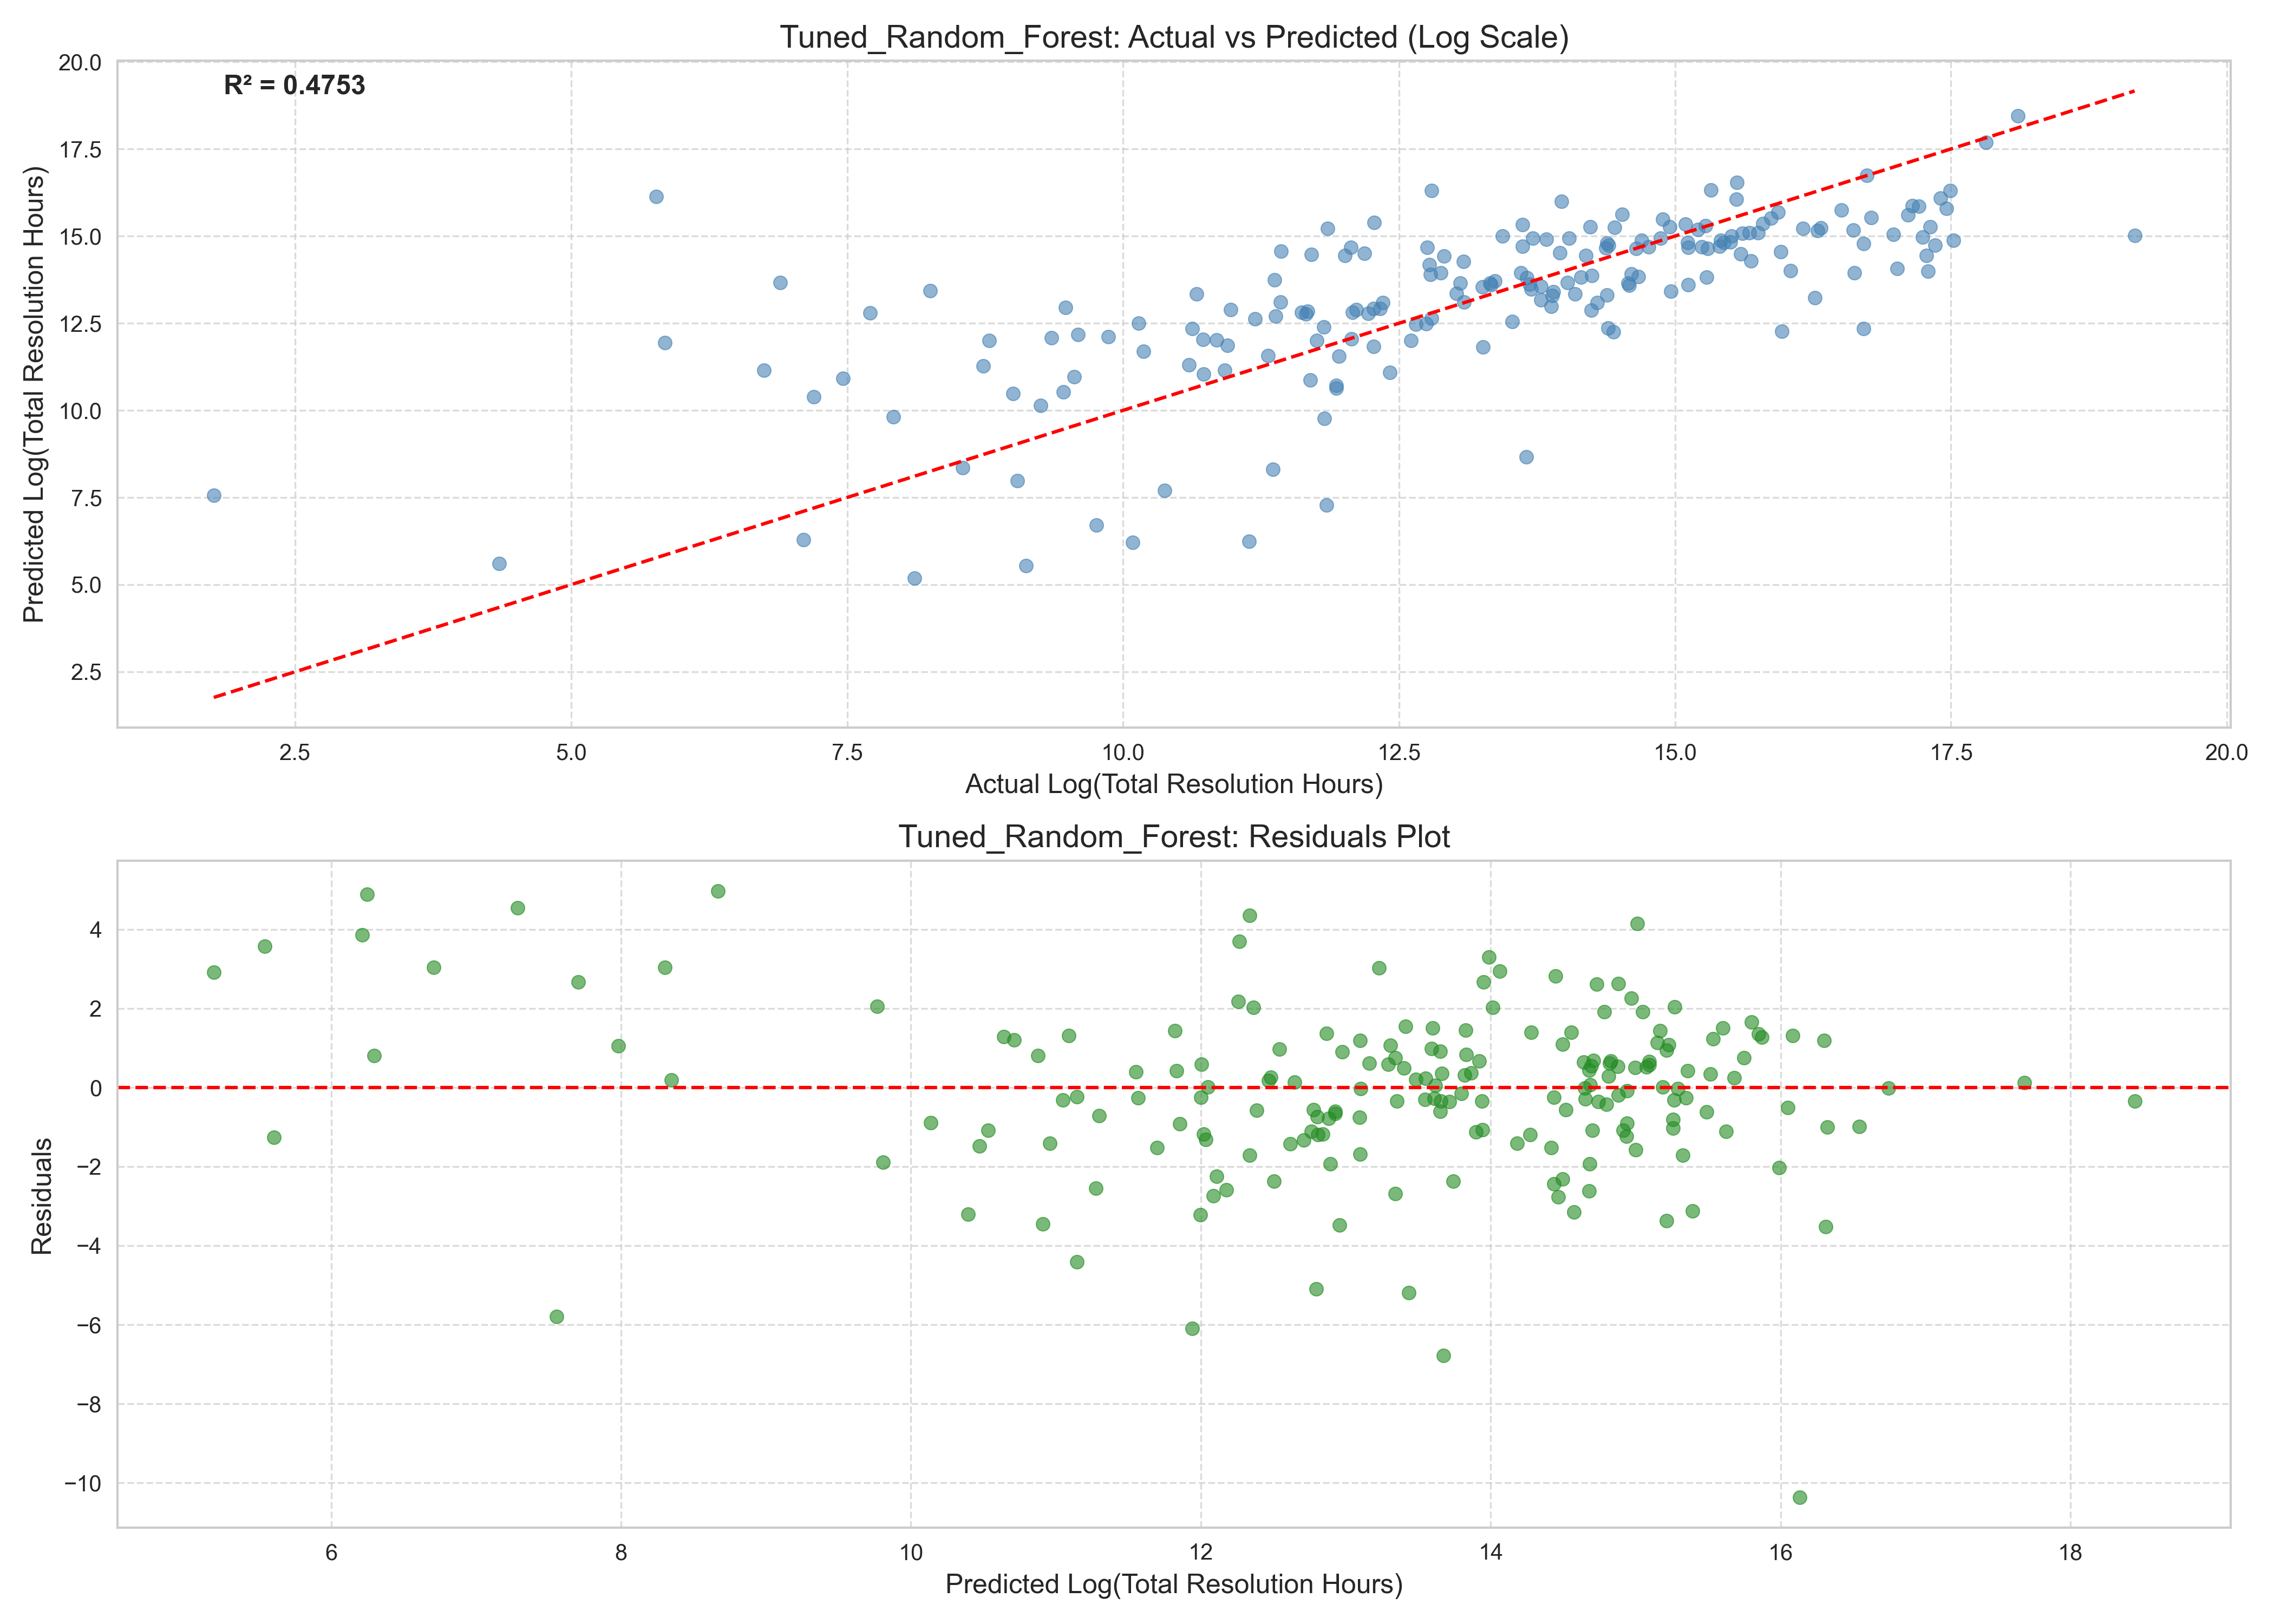 Tuned_Random_Forest: Actual vs Predicted (Log Scale)
R² = 0.4753
20.0
17.5
15.0
12.5
10.0
7.5
5.0
2.5
Predicted Log(Total Resolution Hours)
2.5 5.0 7.5 10.0 12.5 15.0 17.5 20.0
Actual Log(Total Resolution Hours)
Tuned_Random_Forest: Residuals Plot
4
2
0
−2
−4
−6
−8
−10
Residuals
6 8 10 12 14 16 18
Predicted Log(Total Resolution Hours)